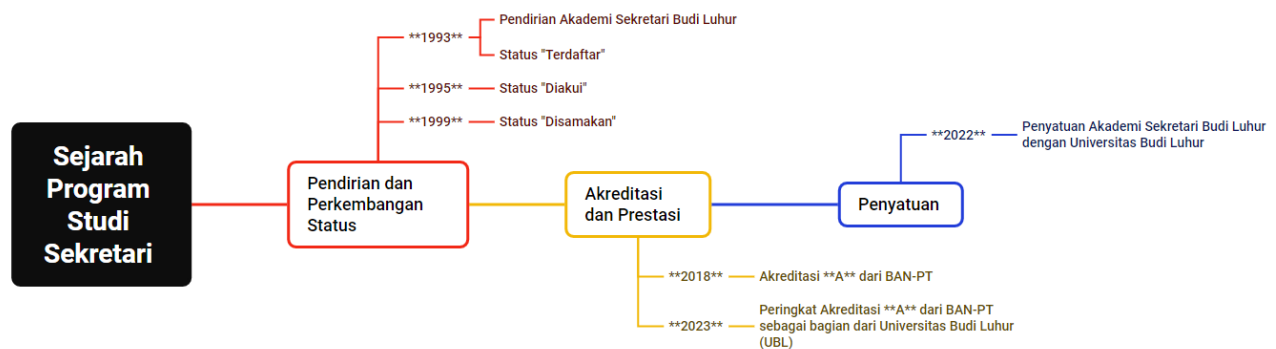 Sejarah
Program
Studi
Sekretari
Pendirian dan
Perkembangan
Status
**1993**
Pendirian Akademi Sekretari Budi Luhur
Status "Terdaftar"
**1995**
Status "Diakui"
**1999**
Status "Disamakan"
Akreditasi
dan Prestasi
**2018**
Akreditasi **A** dari BAN-PT
**2023**
Peringkat Akreditasi **A** dari BAN-PT
sebagai bagian dari Universitas Budi Luhur
(UBL)
Penyatuan
**2022**
Penyatuan Akademi Sekretari Budi Luhur
dengan Universitas Budi Luhur